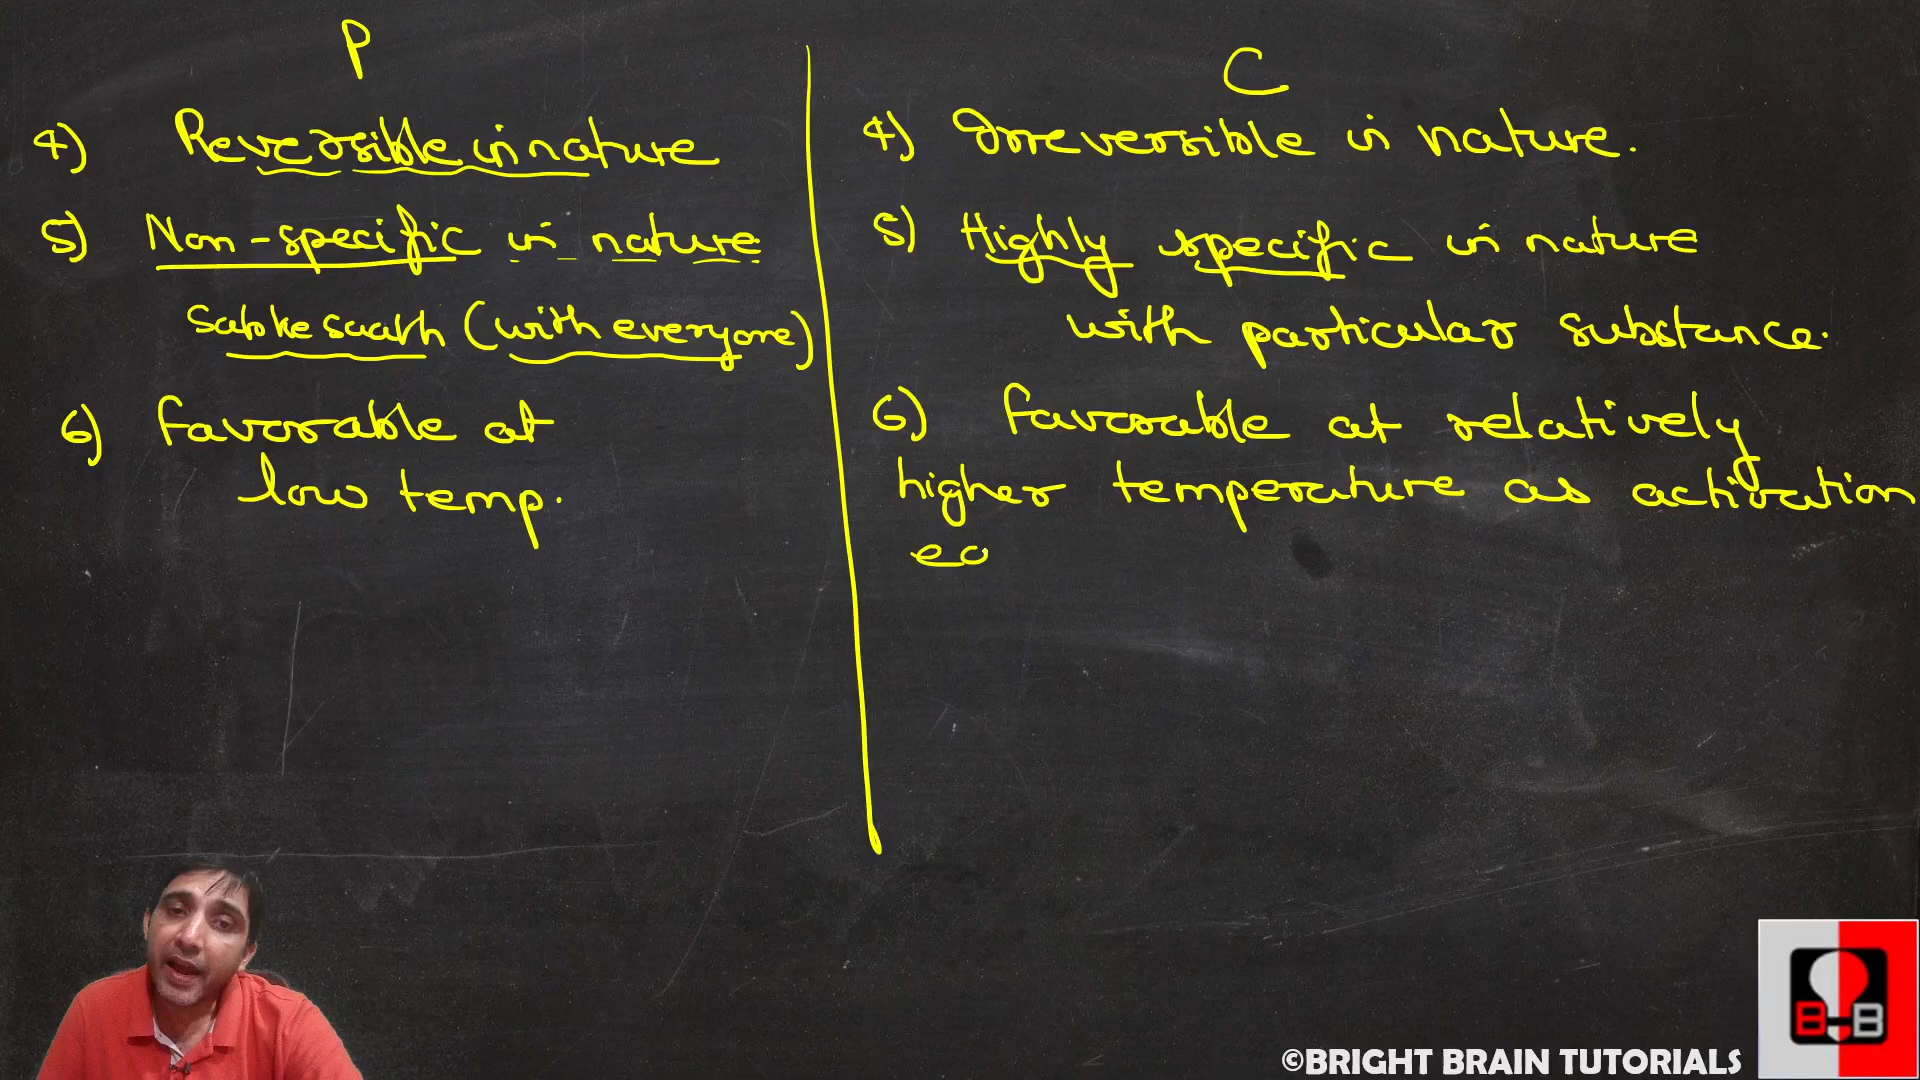 P
4) Reversible in nature
5) Non-specific in nature
Sabke saath (with everyone)
6) favorable at
low temp.
C
4) Irreversible in nature.
5) Highly specific in nature
with particular substance.
6) favorable at relatively
higher temperature as activation
B B
©BRIGHT BRAIN TUTORIALS